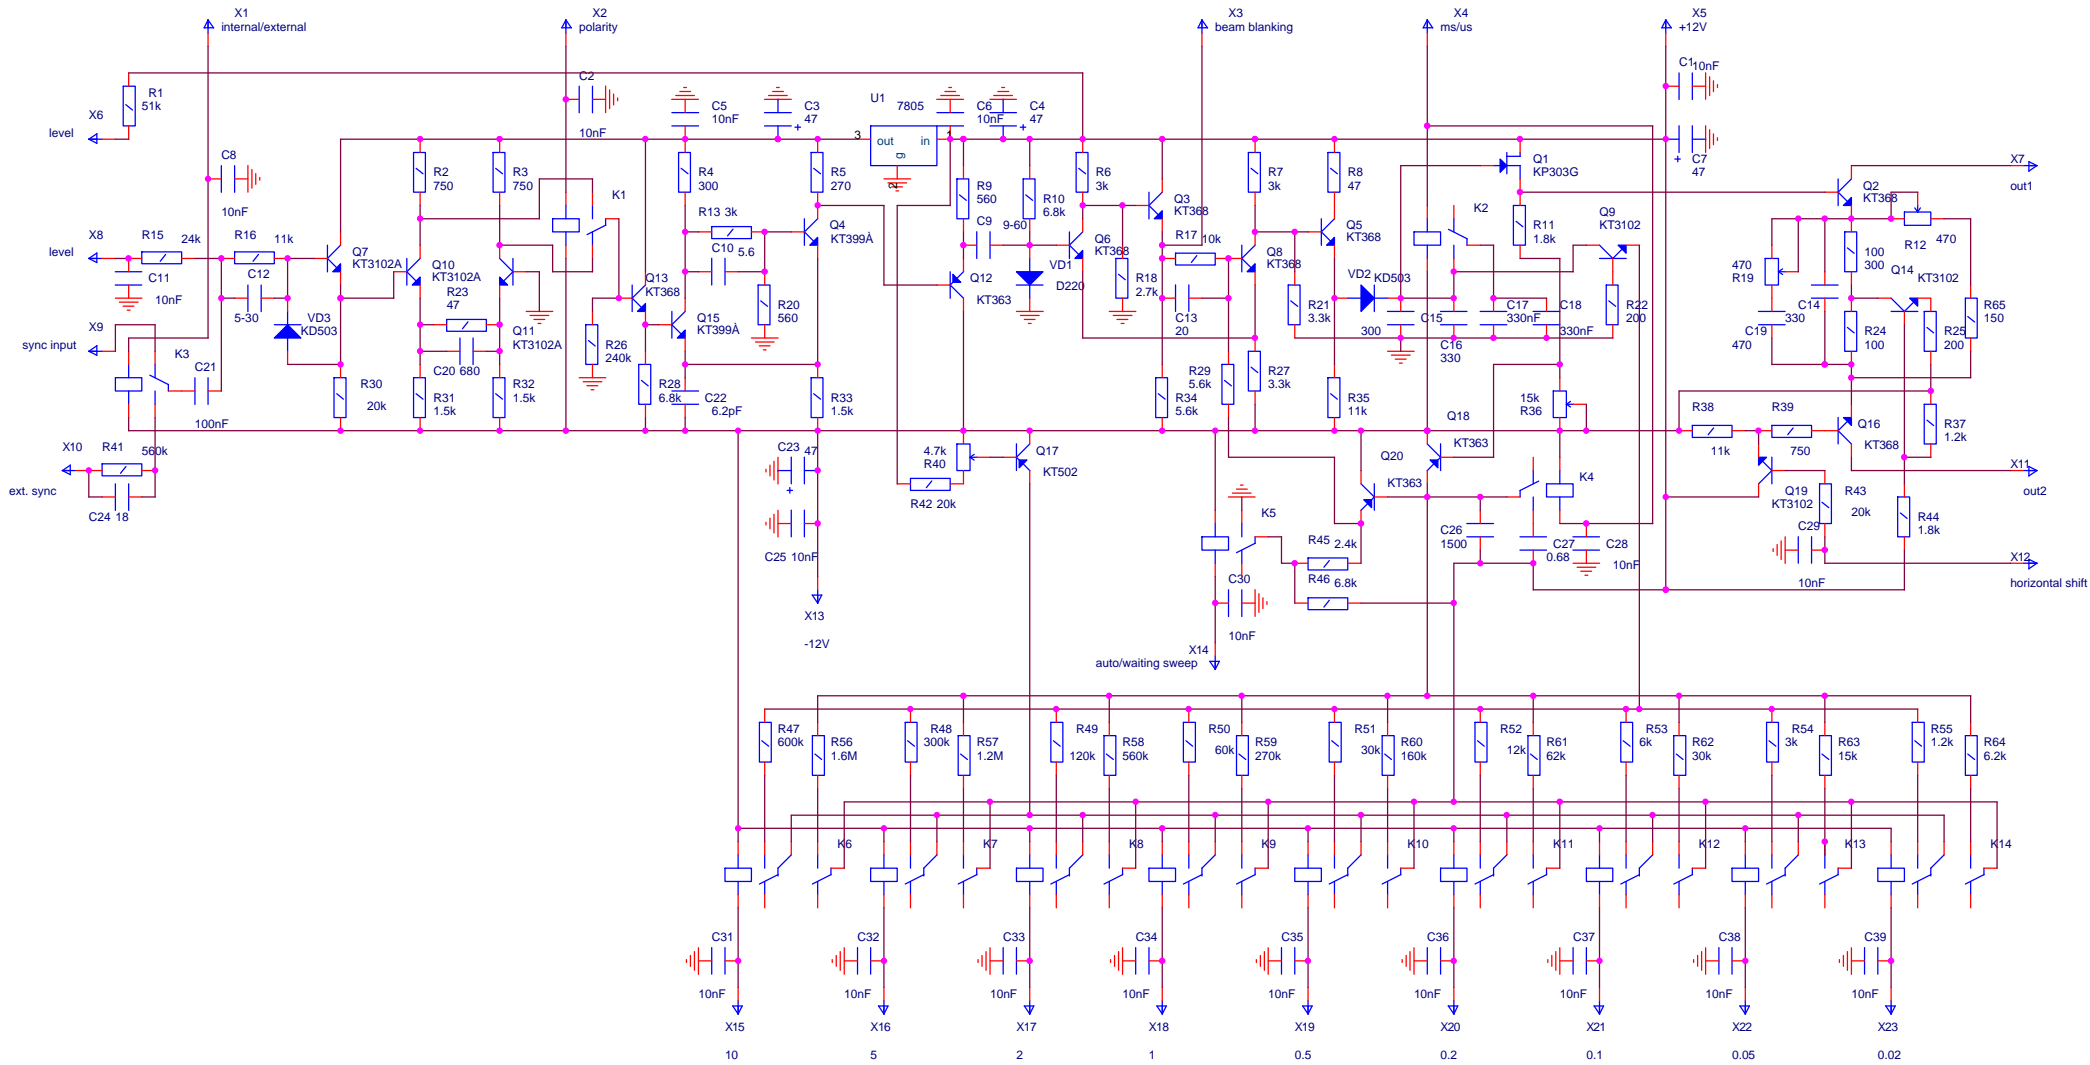 X1
internal/external
X2
polarity
X3
beam blanking
X4
ms/us
X5
+12V
R1
51k
X6
level
C2
10nF
C5
10nF
C3
47
+
U1
7805
3
out
in
1
g
2
C6
10nF
C4
47
+
C1
10nF
C7
47
+
C8
10nF
R2
750
R3
750
K1
R4
300
R5
270
R9
560
R10
6.8k
R6
3k
Q3
KT368
R7
3k
R8
47
Q1
KP303G
Q2
KT368
X7
out1
X8
level
R15
24k
R16
11k
C11
10nF
C12
5-30
Q7
KT3102A
Q10
KT3102A
R23
47
Q11
KT3102A
C20
680
VD3
KD503
R13
3k
C10
5.6
Q4
KT399À
Q13
KT368
Q15
KT399À
R20
560
C9
9-60
Q12
KT363
VD1
D220
Q6
KT368
R18
2.7k
R17
10k
C13
20
Q8
KT368
Q5
KT368
VD2
KD503
R21
3.3k
300
C15
C16
330
C17
330nF
C18
330nF
K2
R11
1.8k
Q9
KT3102
R22
200
R12
470
470
R19
100
300
Q14
KT3102
C14
330
C19
470
R24
100
R25
200
R65
150
X9
sync input
K3
C21
100nF
R30
20k
R31
1.5k
R32
1.5k
R26
240k
R28
6.8k
C22
6.2pF
R33
1.5k
R34
5.6k
R29
5.6k
R27
3.3k
R35
11k
15k
R36
R38
11k
R39
750
Q16
KT368
R37
1.2k
X10
ext. sync
R41
560k
C24
18
C23
47
+
C25
10nF
4.7k
R40
R42
20k
Q17
KT502
Q18
KT363
Q20
KT363
K4
K5
C26
1500
C27
0.68
C28
10nF
Q19
KT3102
R43
20k
C29
10nF
R44
1.8k
X11
out2
X12
horizontal shift
R45
2.4k
R46
6.8k
C30
10nF
X13
-12V
X14
auto/waiting sweep
R47
600k
R56
1.6M
R48
300k
R57
1.2M
R49
120k
R58
560k
R50
60k
R59
270k
R51
30k
R60
160k
R52
12k
R61
62k
R53
6k
R62
30k
R54
3k
R63
15k
R55
1.2k
R64
6.2k
K6
K7
K8
K9
K10
K11
K12
K13
K14
C31
10nF
C32
10nF
C33
10nF
C34
10nF
C35
10nF
C36
10nF
C37
10nF
C38
10nF
C39
10nF
X15
X16
X17
X18
X19
X20
X21
X22
X23
10
5
2
1
0.5
0.2
0.1
0.05
0.02